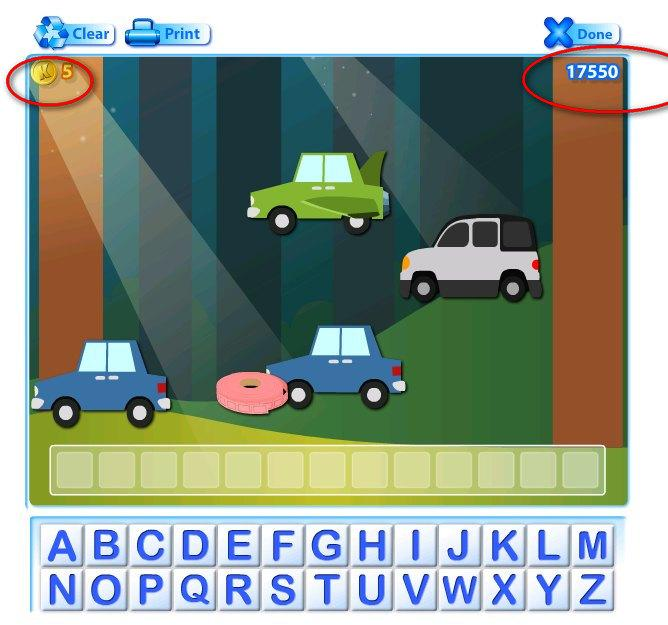 Clear Print Done
K 5 17550
A B C D E F G H I J K L M
N O P Q R S T U V W X Y Z